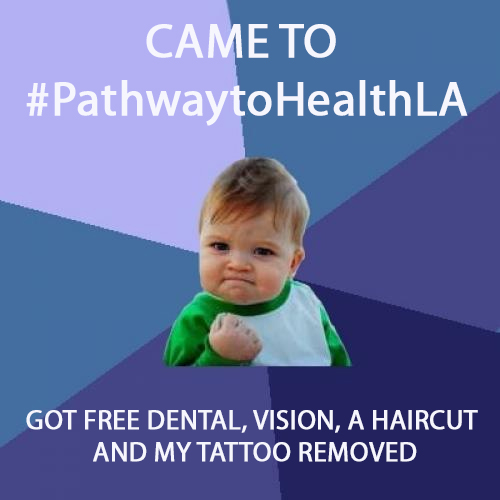 CAME TO
#PathwaytoHealthLA
GOT FREE DENTAL, VISION, A HAIRCUT
AND MY TATTOO REMOVED